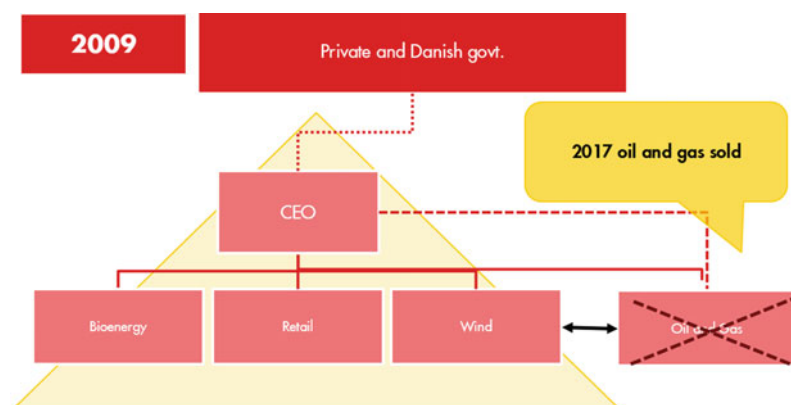 2009
Private and Danish govt.
2017 oil and gas sold
CEO
Bioenergy
Retail
Wind
Oil and Gas